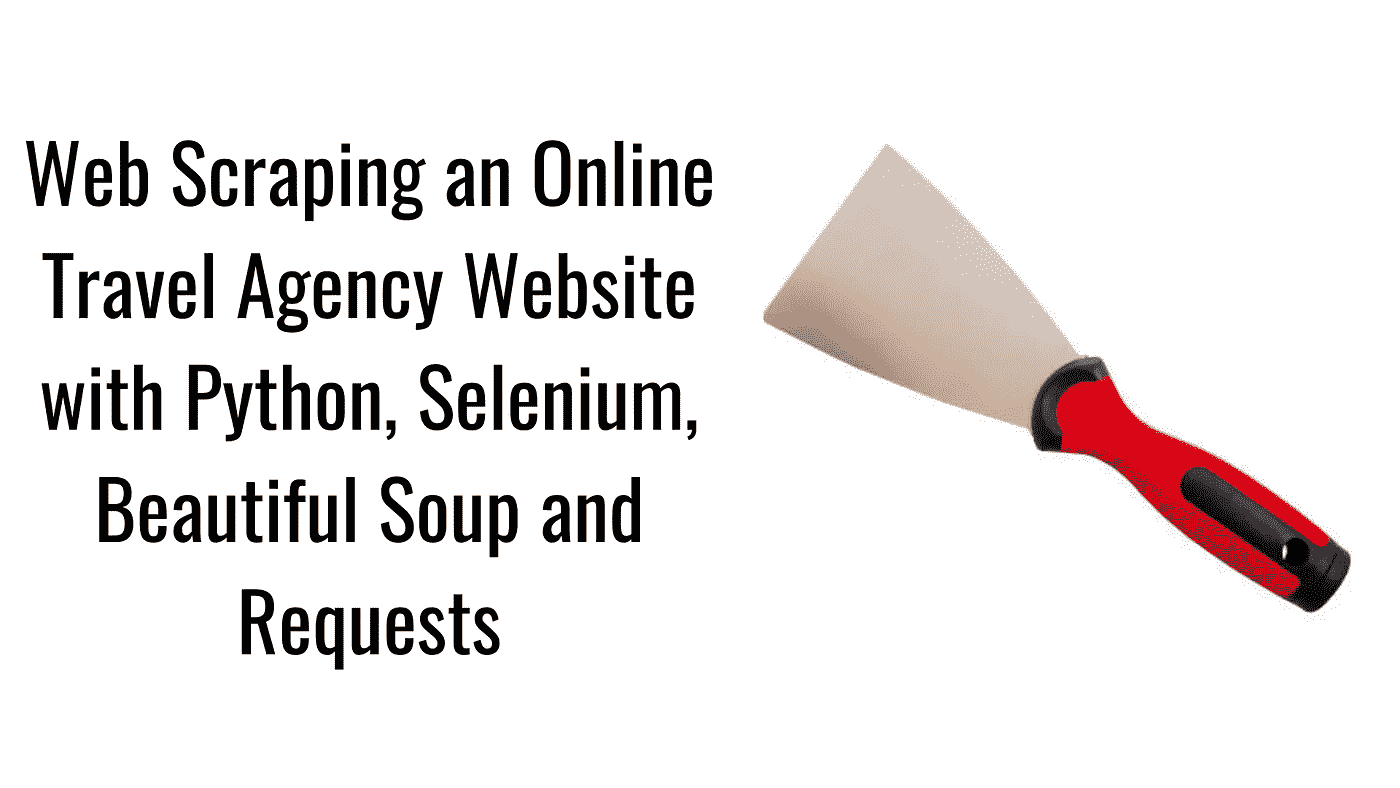 Web Scraping an Online
Travel Agency Website
with Python, Selenium,
Beautiful Soup and
Requests